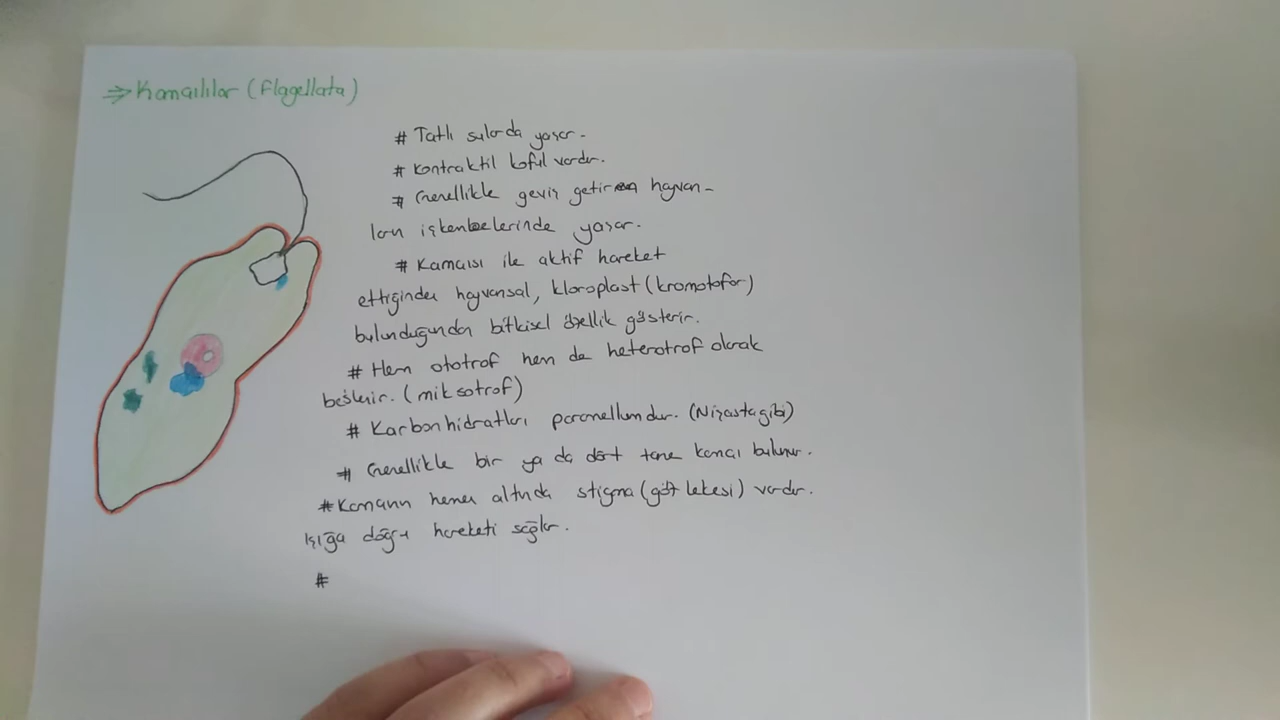 ⇒ Kamçılılar (Flagellata)
# Tatlı sularda yaşar.
# Kontraktil koful vardır.
# Genellikle geviş getiren hayvan-
ların işkembelerinde yaşar.
# Kamçısı ile aktif hareket
ettiğinden hayvansal, kloroplast (kromotofor)
bulunduğundan bitkisel özellik gösterir.
# Hem ototrof hem de heterotrof olarak
beslenir. (miksotrof)
# Karbonhidratları paramellumdur. (Nişasta gibi)
# Genellikle bir ya da dört tane kamçı bulunur.
# Kamçının hemen altında stigma (göz lekesi) vardır.
Işığa doğru hareketi sağlar.
#